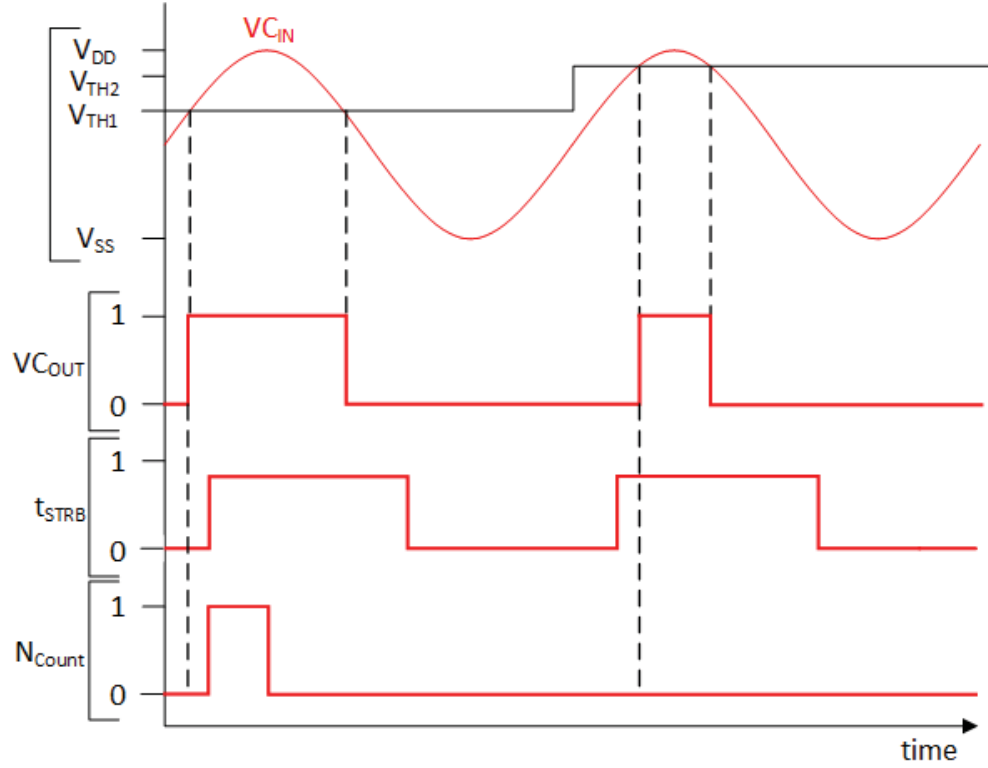 VC_IN
V_DD
V_TH2
V_TH1
V_SS
1
VC_OUT
0
1
t_STRB
0
1
N_Count
0
time